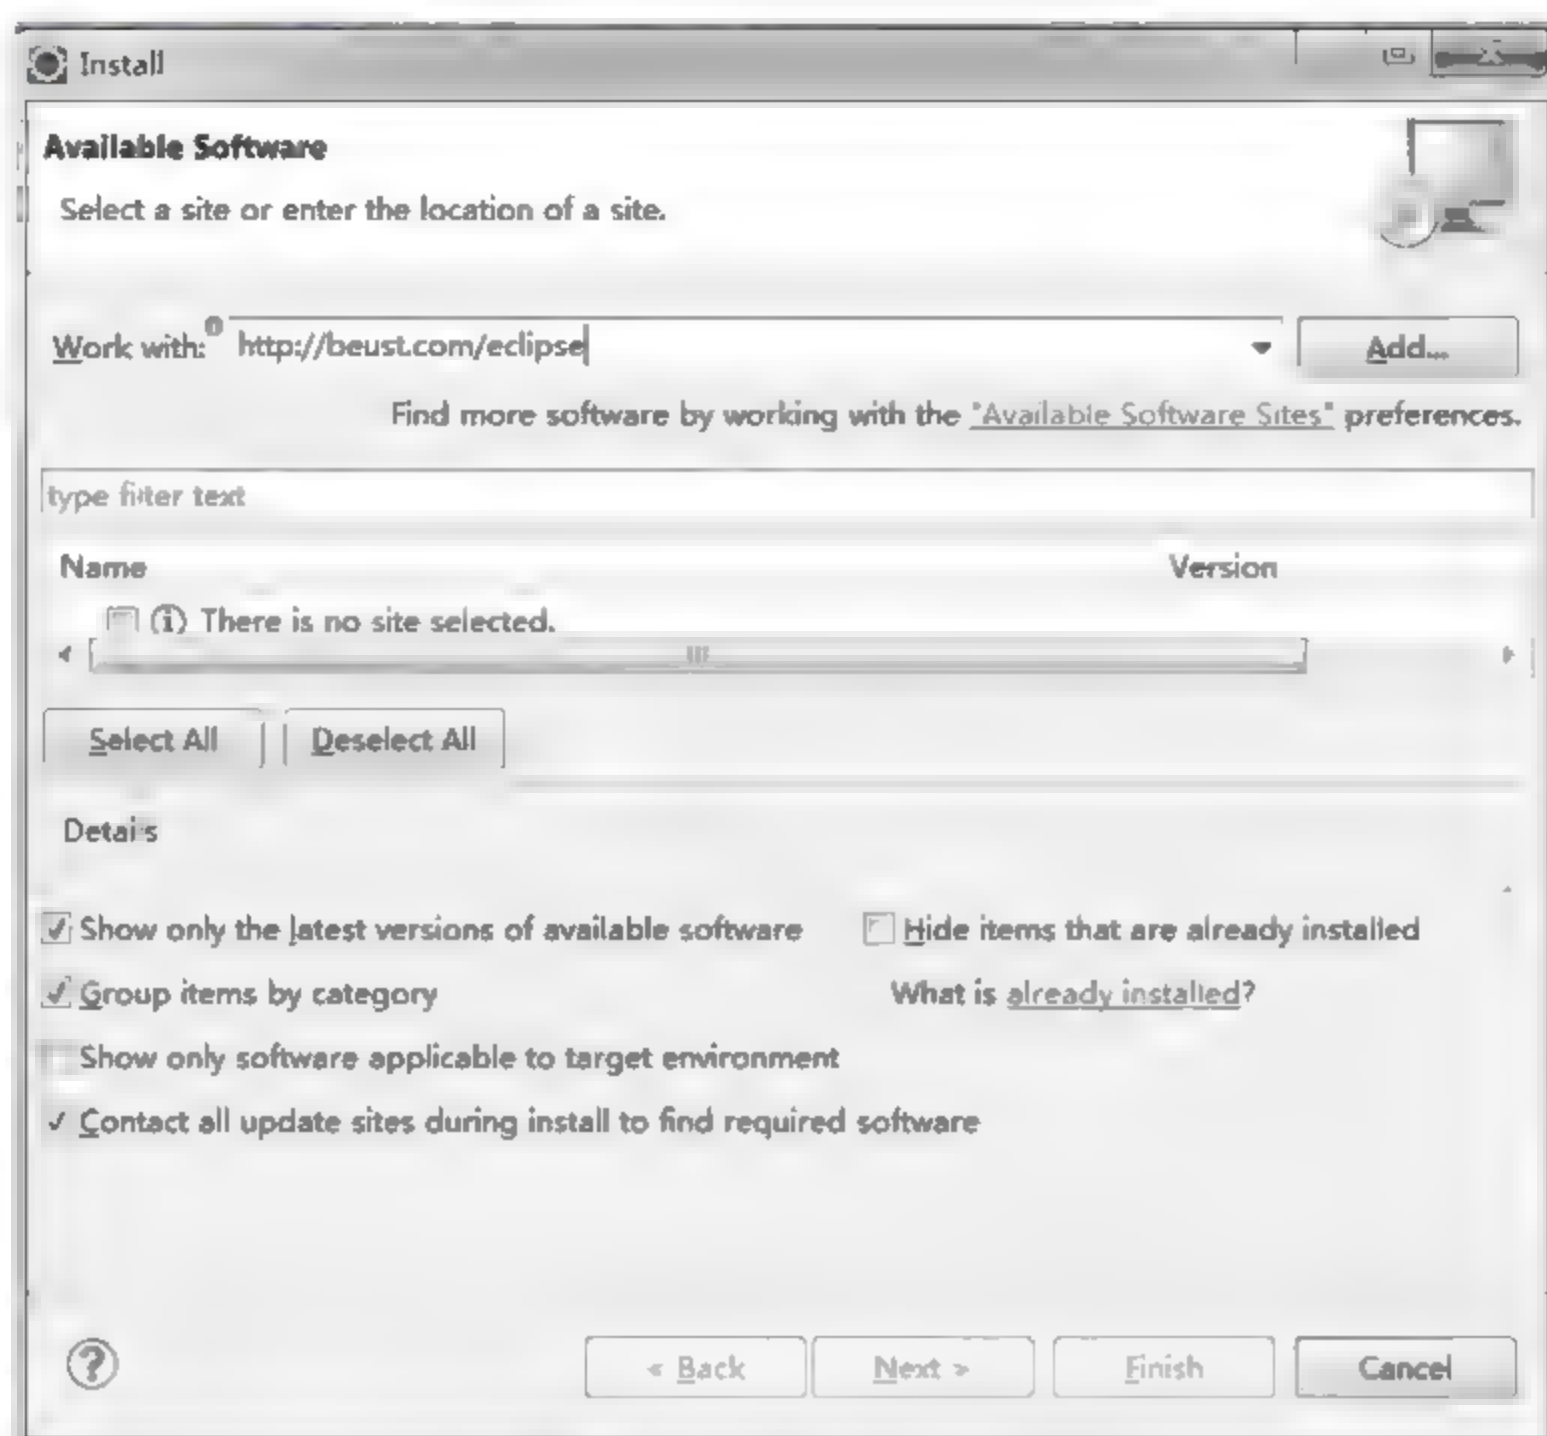 Install
Available Software
Select a site or enter the location of a site.
Work with: http://beust.com/eclipse Add...
Find more software by working with the "Available Software Sites" preferences.
type filter text
Name Version
There is no site selected.
Select All Deselect All
Details
Show only the latest versions of available software Hide items that are already installed
Group items by category What is already installed?
Show only software applicable to target environment
Contact all update sites during install to find required software
? < Back Next > Finish Cancel